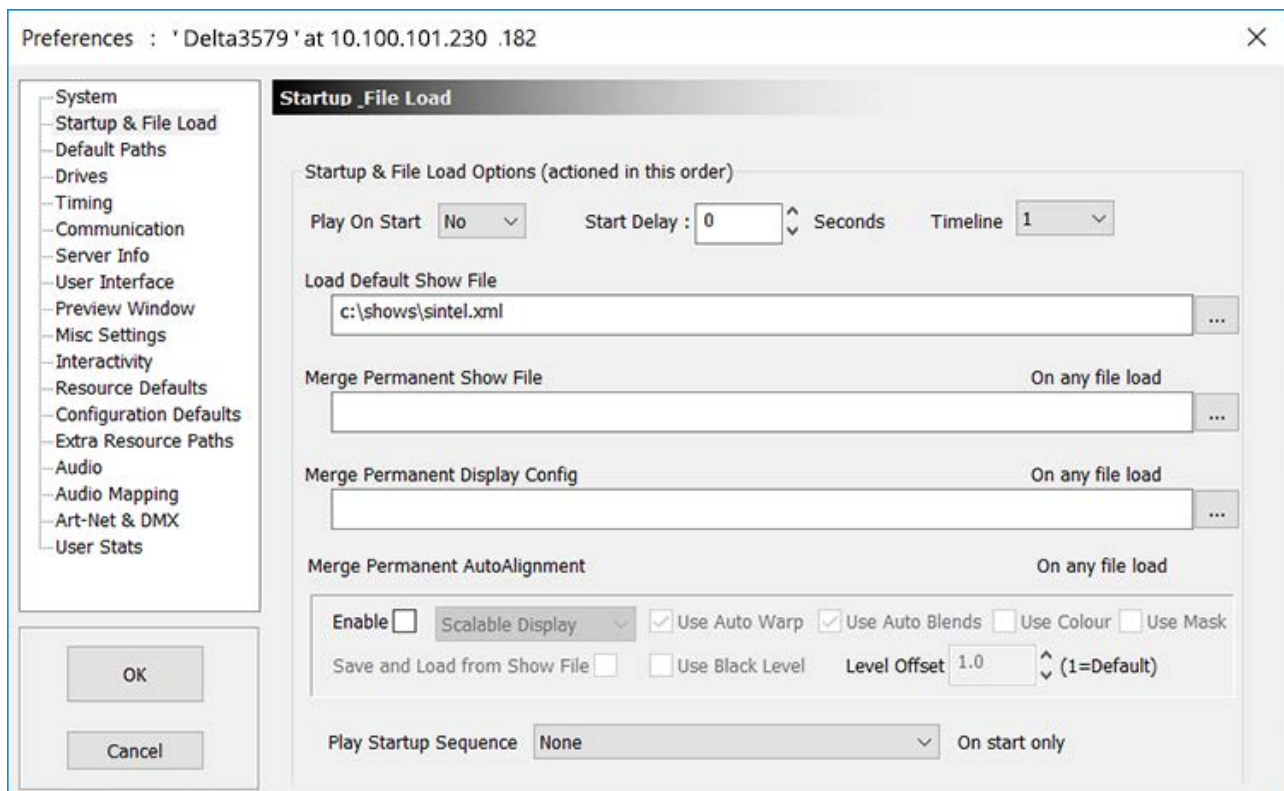 Preferences : 'Delta3579' at 10.100.101.230 .182
System
Startup & File Load
Default Paths
Drives
Timing
Communication
Server Info
User Interface
Preview Window
Misc Settings
Interactivity
Resource Defaults
Configuration Defaults
Extra Resource Paths
Audio
Audio Mapping
Art-Net & DMX
User Stats
OK
Cancel
Startup _File Load
Startup & File Load Options (actioned in this order)
Play On Start No Start Delay : 0 Seconds Timeline 1
Load Default Show File
c:\shows\sintel.xml ...
Merge Permanent Show File On any file load
...
Merge Permanent Display Config On any file load
...
Merge Permanent AutoAlignment On any file load
Enable Scalable Display Use Auto Warp Use Auto Blends Use Colour Use Mask
Save and Load from Show File Use Black Level Level Offset 1.0 (1=Default)
Play Startup Sequence None On start only